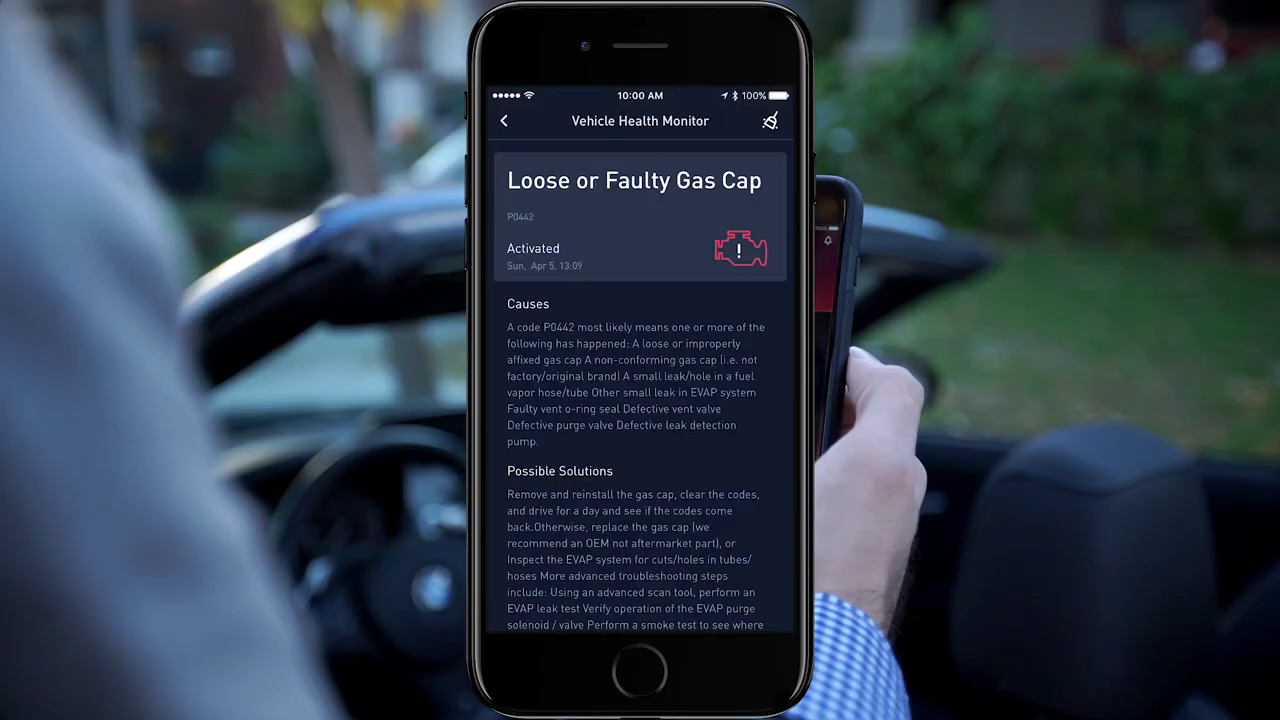 10:00 AM
100%
Vehicle Health Monitor
Loose or Faulty Gas Cap
P0442
Activated
Sun, Apr 5, 13:09
!
Causes
A code P0442 most likely means one or more of the
following has happened: A loose or improperly
affixed gas cap A non-conforming gas cap (i.e. not
factory/original brand) A small leak/hole in a fuel
vapor hose/tube Other small leak in EVAP system
Faulty vent o-ring seal Defective vent valve
Defective purge valve Defective leak detection
pump.
Possible Solutions
Remove and reinstall the gas cap, clear the codes,
and drive for a day and see if the codes come
back.Otherwise, replace the gas cap (we
recommend an OEM not aftermarket part), or
Inspect the EVAP system for cuts/holes in tubes/
hoses More advanced troubleshooting steps
include: Using an advanced scan tool, perform an
EVAP leak test Verify operation of the EVAP purge
solenoid / valve Perform a smoke test to see where